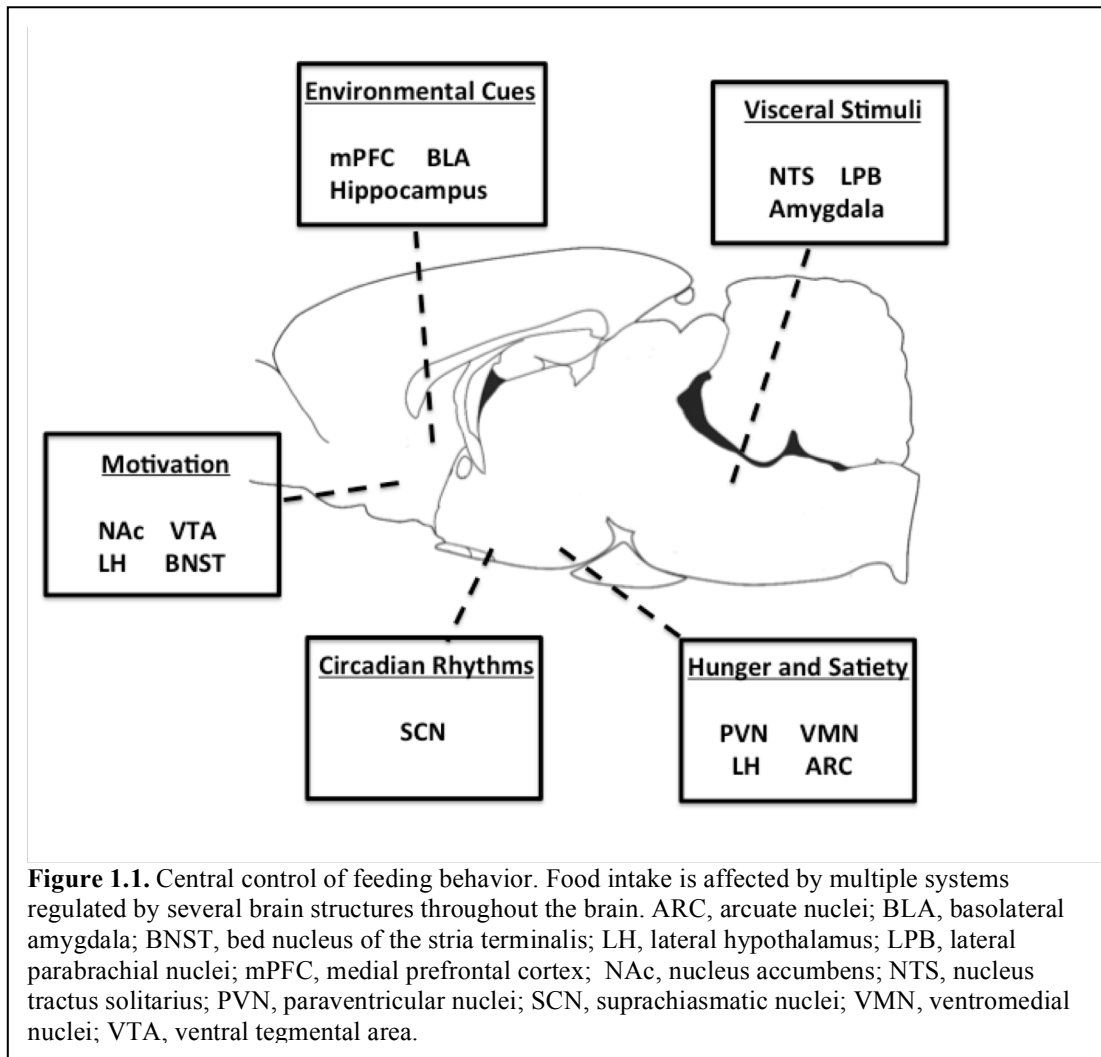 Environmental Cues
mPFC BLA
Hippocampus
Visceral Stimuli
NTS LPB
Amygdala
Motivation
NAc VTA
LH BNST
Circadian Rhythms
SCN
Hunger and Satiety
PVN VMN
LH ARC
Figure 1.1. Central control of feeding behavior. Food intake is affected by multiple systems
regulated by several brain structures throughout the brain. ARC, arcuate nuclei; BLA, basolateral
amygdala; BNST, bed nucleus of the stria terminalis; LH, lateral hypothalamus; LPB, lateral
parabrachial nuclei; mPFC, medial prefrontal cortex; NAc, nucleus accumbens; NTS, nucleus
tractus solitarius; PVN, paraventricular nuclei; SCN, suprachiasmatic nuclei; VMN, ventromedial
nuclei; VTA, ventral tegmental area.